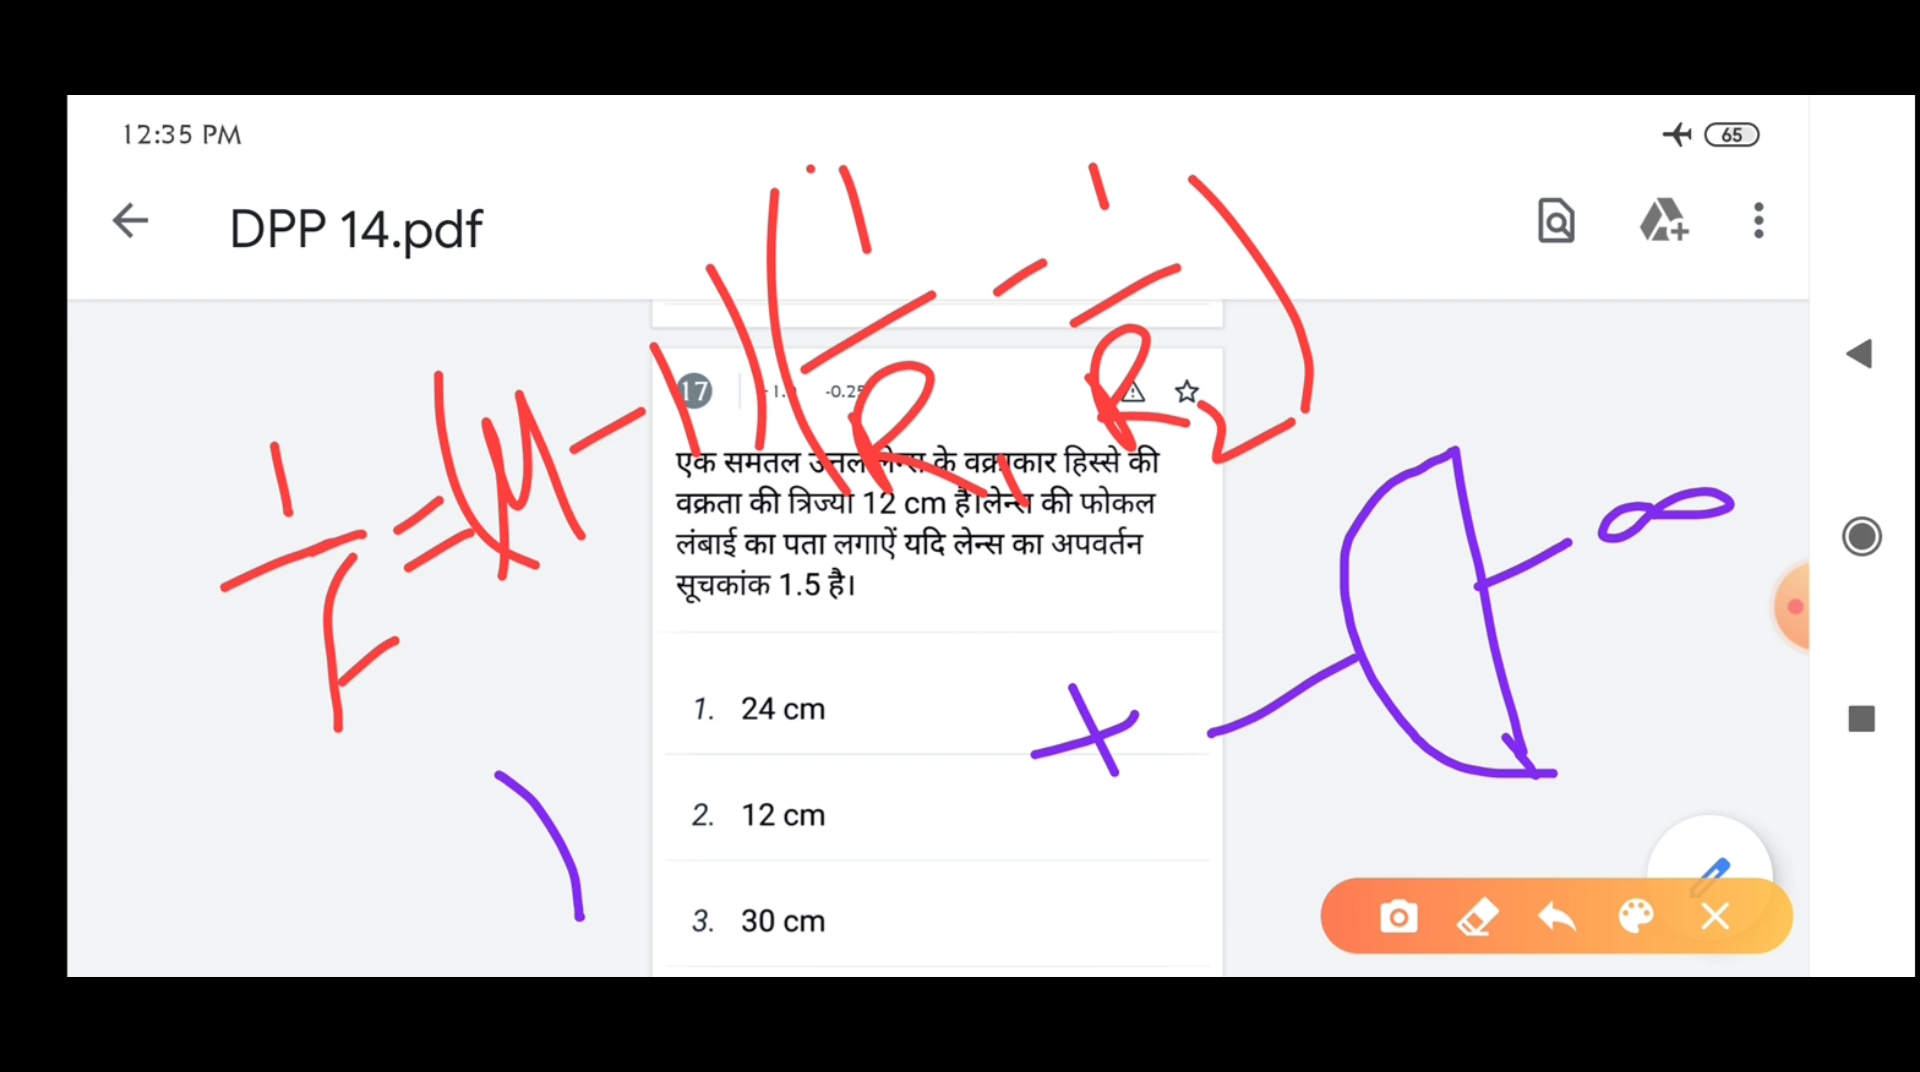 12:35 PM
65
DPP 14.pdf
17
-0.25
एक समतल के वक्राकार हिस्से की
वक्रता की त्रिज्या 12 cm है।लेन्स की फोकल
लंबाई का पता लगाऐं यदि लेन्स का अपवर्तन
सूचकांक 1.5 है।
1. 24 cm
2. 12 cm
3. 30 cm
1/F = (μ-1)(1/R1 - 1/R2)
∞
+